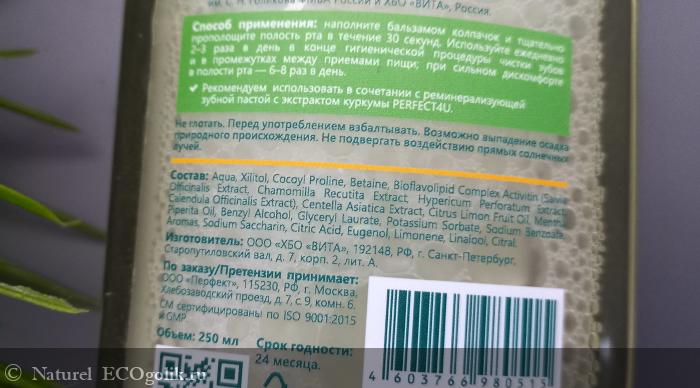 им. С. Н. Голикова ФМБА РОССИИ и ХБО «ВИТА», Россия.
Способ применения: наполните бальзамом колпачок и тщательно
прополощите полость рта в течение 30 секунд. Используйте ежедневно
2–3 раза в день в конце гигиенической процедуры чистки зубов
и в промежутках между приемами пищи; при сильном дискомфорте
в полости рта — 6–8 раз в день.
✓ Рекомендуем использовать в сочетании с реминерализующей
зубной пастой с экстрактом куркумы PERFECT4U.
Не глотать. Перед употреблением взбалтывать. Возможно выпадение осадка
природного происхождения. Не подвергать воздействию прямых солнечных
лучей.
Состав: Aqua, Xilitol, Cocoyl Proline, Betaine, Bioflavolipid Complex Activitin (Salvia
Officinalis Extract, Chamomilla Recutita Extract, Hypericum Perforatum Extract,
Calendula Officinalis Extract), Centella Asiatica Extract, Citrus Limon Fruit Oil, Mentha
Piperita Oil, Benzyl Alcohol, Glyceryl Laurate, Potassium Sorbate, Sodium Benzoate,
Aromas, Sodium Saccharin, Citric Acid, Eugenol, Limonene, Linalool, Citral.
Изготовитель: ООО «ХБО «ВИТА», 192148, РФ, г. Санкт-Петербург,
Старопутиловский вал, д. 7, корп. 2, лит. А.
По заказу/Претензии принимает:
ООО «Перфект», 115230, РФ, г. Москва,
Хлебозаводский проезд, д. 7, с. 9, комн. 6.
СМ сертифицированы по ISO 9001:2015
и GMP
Объем: 250 мл
Срок годности:
24 месяца.
4 603766 98051
© Naturel ECOgolik.ru